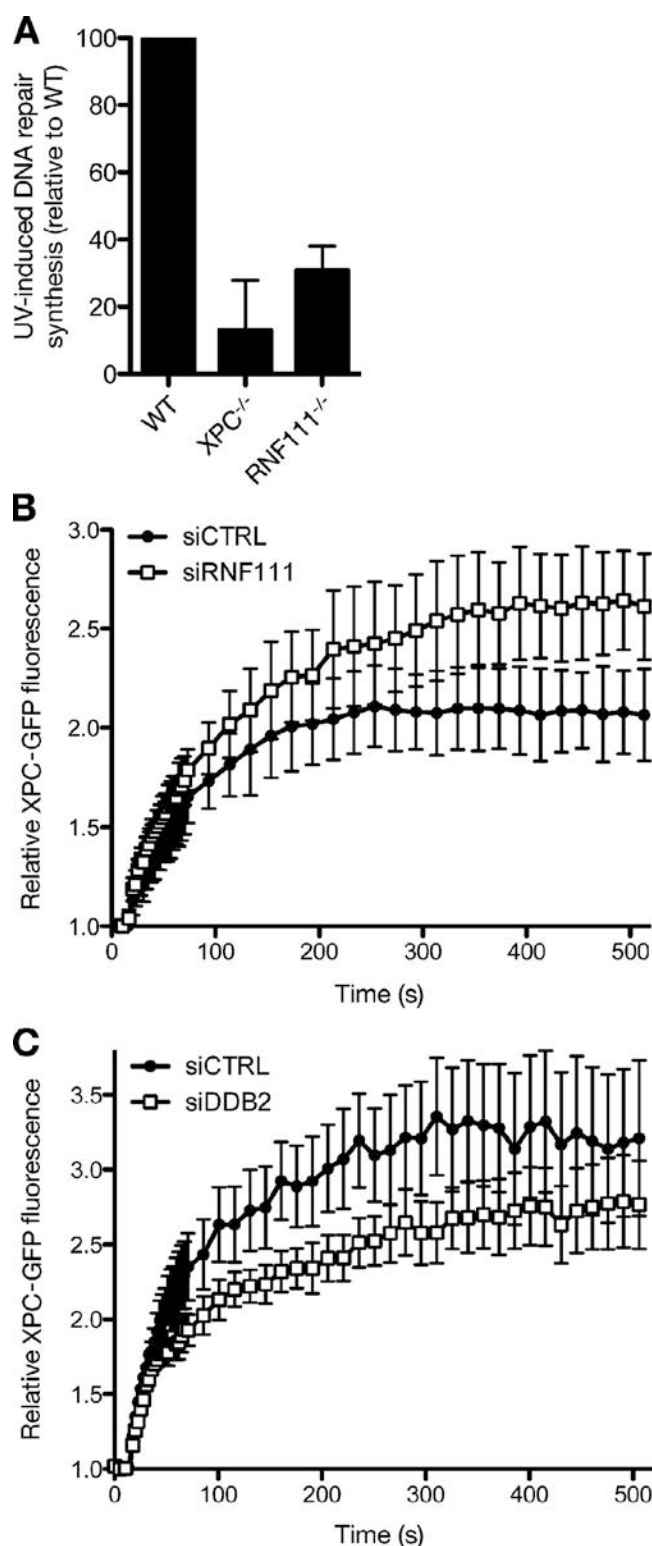 A
UV-induced DNA repair
synthesis (relative to WT)
100
80
60
40
20
0
WT
XPC-/-
RNF111-/-
B
siCTRL
siRNF111
Relative XPC-GFP fluorescence
3.0
2.5
2.0
1.5
1.0
0
100
200
300
400
500
Time (s)
C
siCTRL
siDDB2
Relative XPC-GFP fluorescence
3.5
3.0
2.5
2.0
1.5
1.0
0
100
200
300
400
500
Time (s)